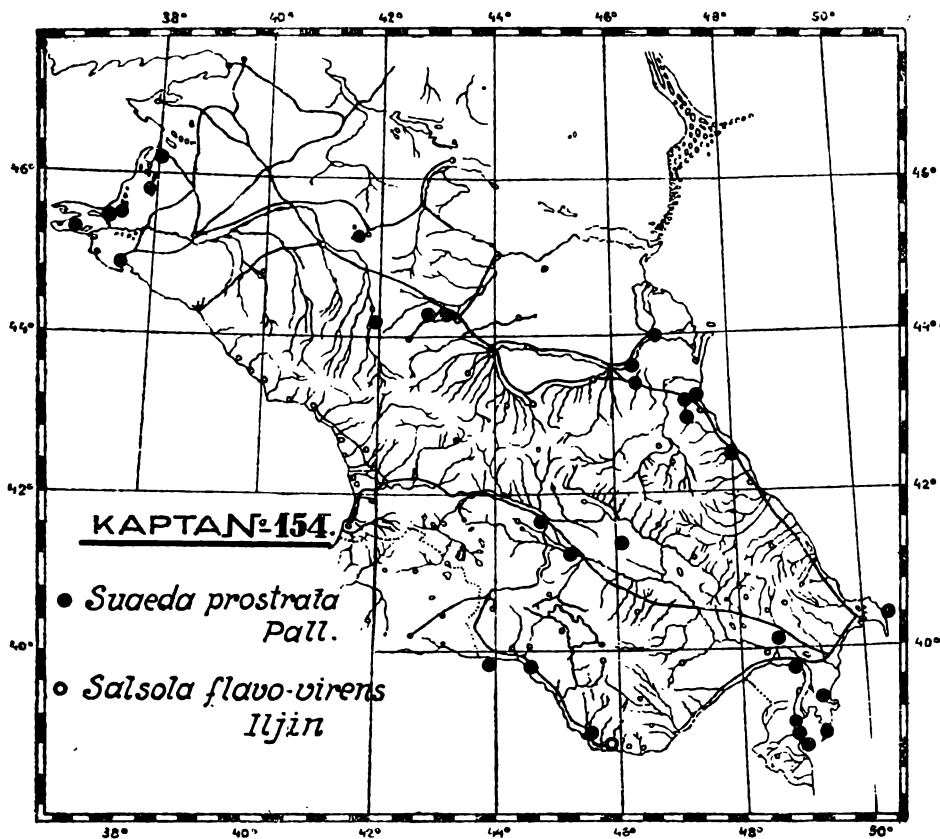 38° 40° 42° 44° 46° 48° 50°
46° 46°
44° 44°
42° 42°
КАРТА № 154.
Suaeda prostrata
Pall.
40° 40°
Salsola flavo-virens
Iljin
38° 40° 42° 44° 46° 48° 50°